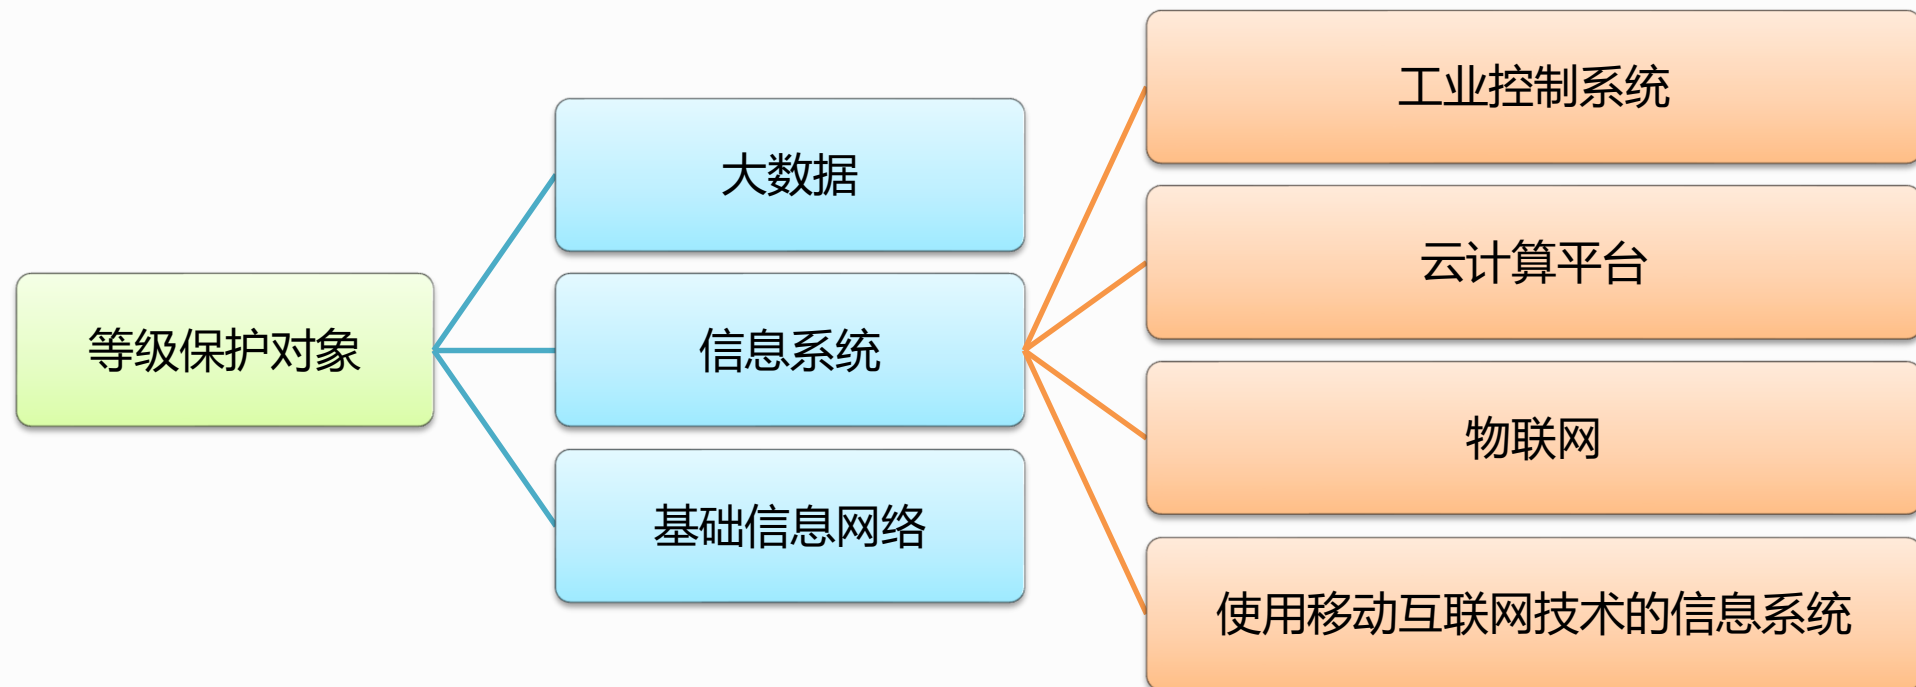 等级保护对象
大数据
信息系统
基础信息网络
工业控制系统
云计算平台
物联网
使用移动互联网技术的信息系统